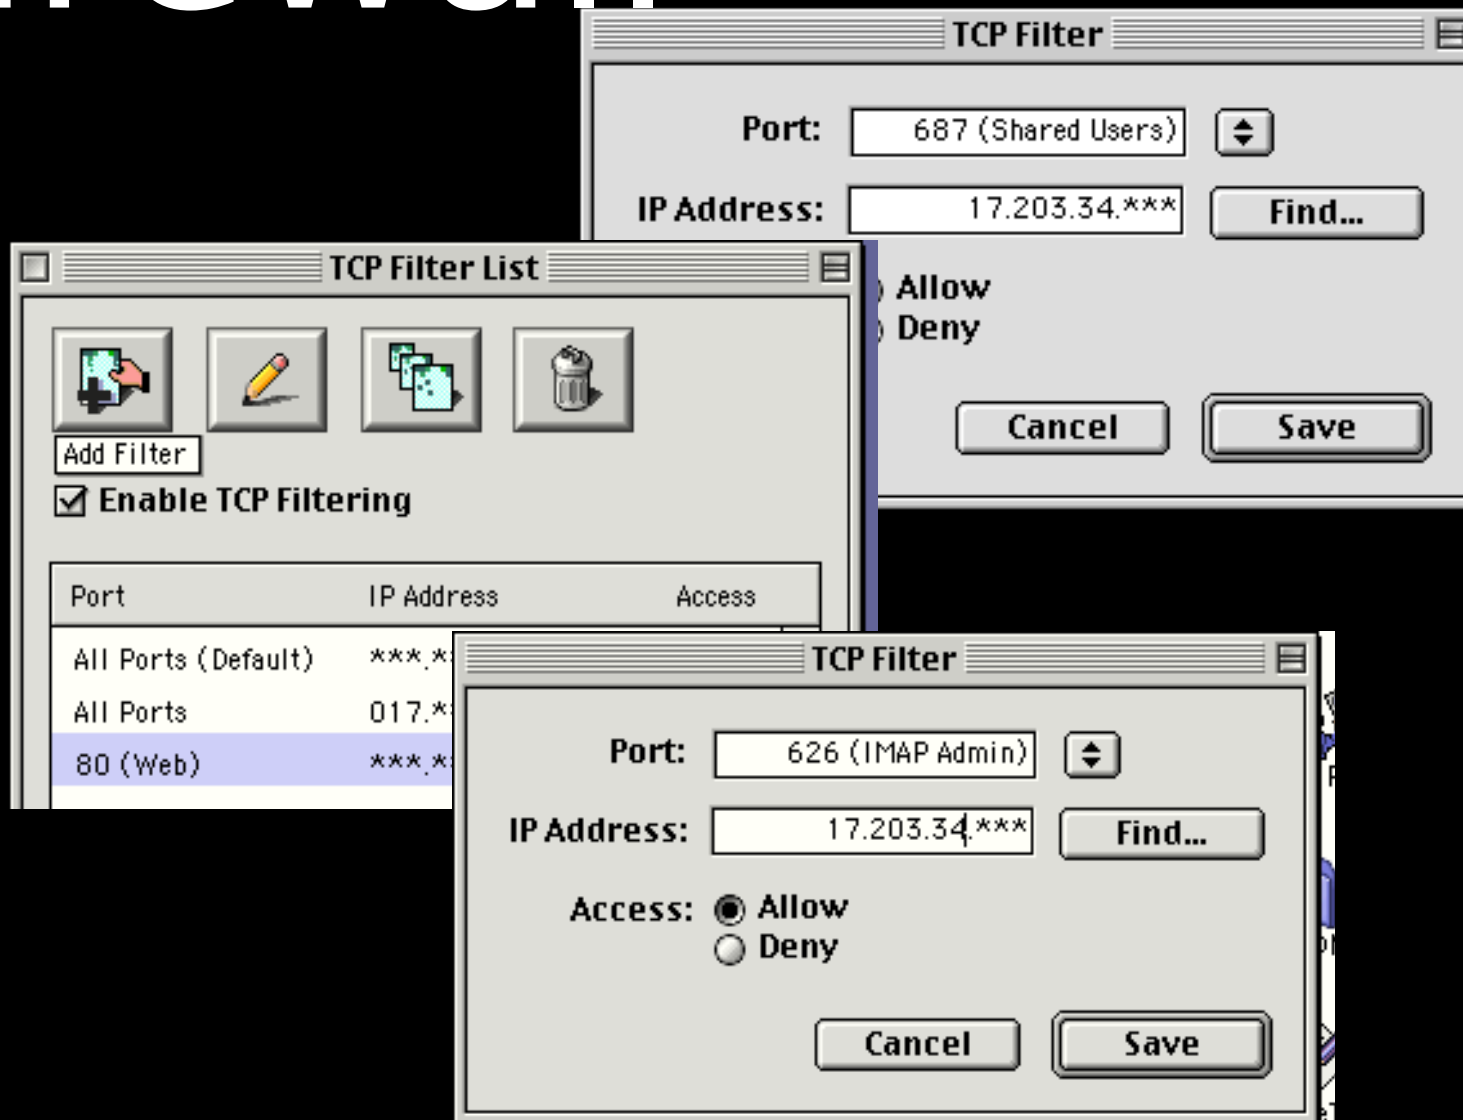 TCP Filter
Port: 687 (Shared Users)
IP Address: 17.203.34.*** Find...
Allow
Deny
Cancel Save
TCP Filter List
Add Filter
Enable TCP Filtering
Port IP Address Access
All Ports (Default)
All Ports
80 (Web)
TCP Filter
Port: 626 (IMAP Admin)
IP Address: 17.203.34.*** Find...
Access: Allow
Deny
Cancel Save